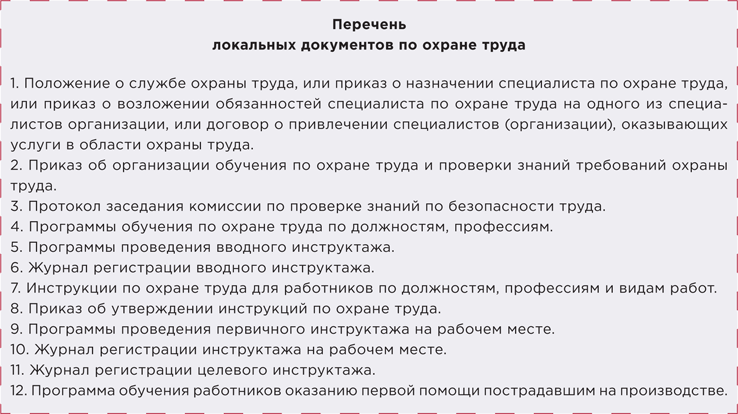 Перечень
локальных документов по охране труда
1. Положение о службе охраны труда, или приказ о назначении специалиста по охране труда,
или приказ о возложении обязанностей специалиста по охране труда на одного из специа-
листов организации, или договор о привлечении специалистов (организации), оказывающих
услуги в области охраны труда.
2. Приказ об организации обучения по охране труда и проверки знаний требований охраны
труда.
3. Протокол заседания комиссии по проверке знаний по безопасности труда.
4. Программы обучения по охране труда по должностям, профессиям.
5. Программы проведения вводного инструктажа.
6. Журнал регистрации вводного инструктажа.
7. Инструкции по охране труда для работников по должностям, профессиям и видам работ.
8. Приказ об утверждении инструкций по охране труда.
9. Программы проведения первичного инструктажа на рабочем месте.
10. Журнал регистрации инструктажа на рабочем месте.
11. Журнал регистрации целевого инструктажа.
12. Программа обучения работников оказанию первой помощи пострадавшим на производстве.